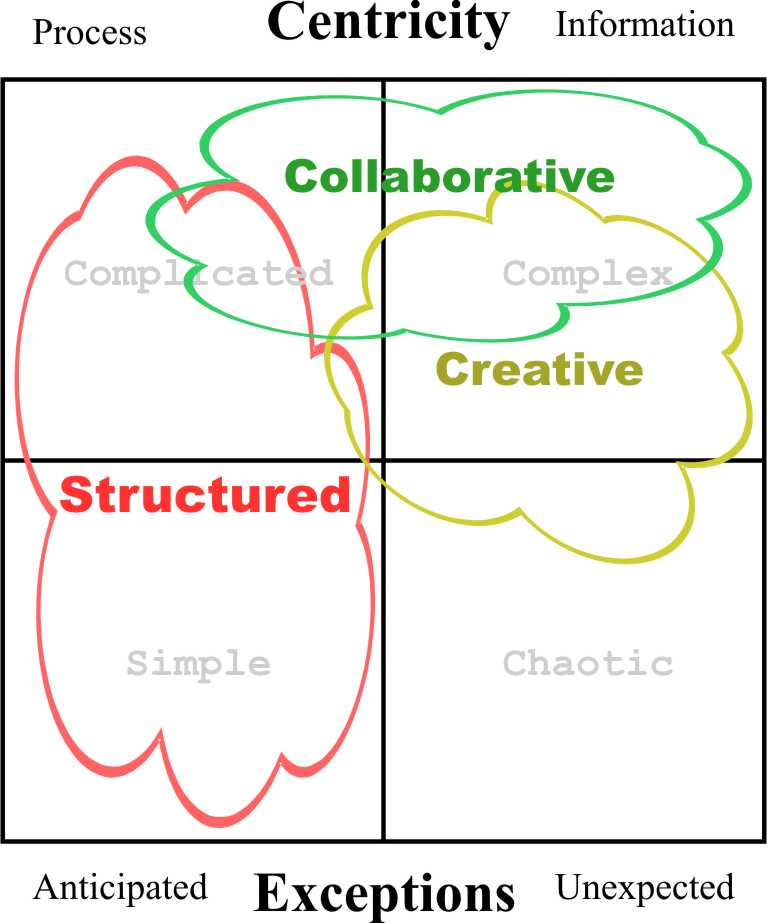 Process Centricity Information
Collaborative
Complicated Complex
Creative
Structured
Simple Chaotic
Anticipated Exceptions Unexpected